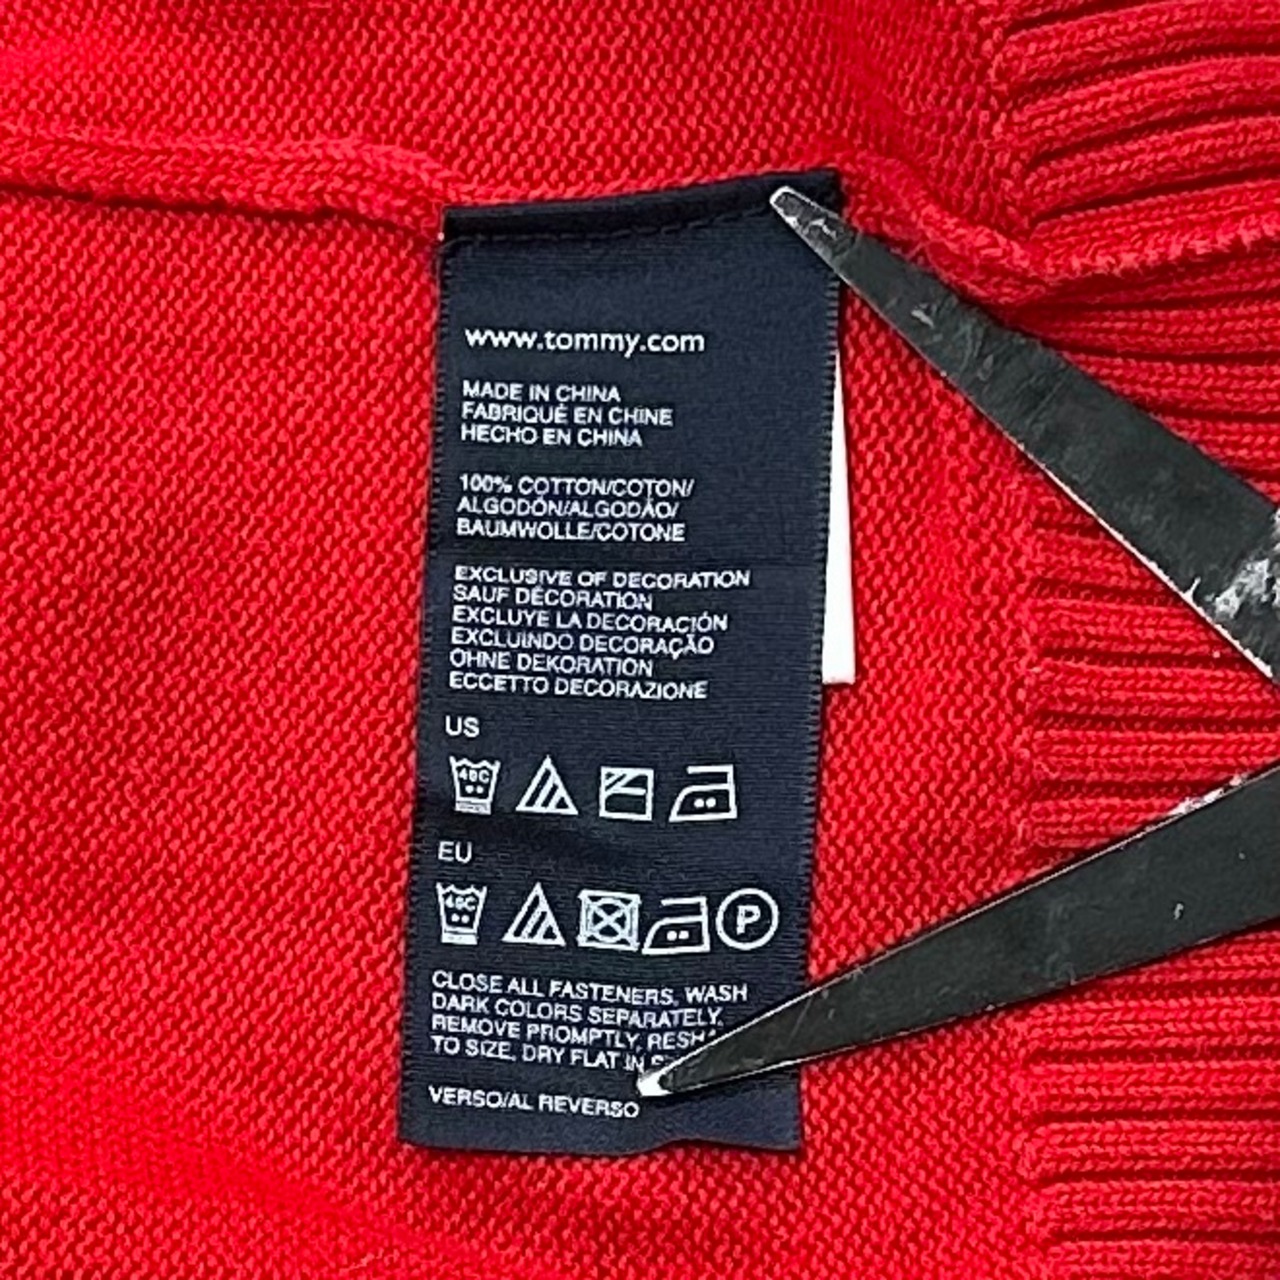 www.tommy.com
MADE IN CHINA
FABRIQUÉ EN CHINE
HECHO EN CHINA
100% COTTON/COTON/
ALGODÓN/ALGODÃO/
BAUMWOLLE/COTONE
EXCLUSIVE OF DECORATION
SAUF DÉCORATION
EXCLUYE LA DECORACIÓN
EXCLUINDO DECORAÇÃO
OHNE DEKORATION
ECCETTO DECORAZIONE
US
40C
EU
40C P
CLOSE ALL FASTENERS, WASH
DARK COLORS SEPARATELY,
REMOVE PROMPTLY,
TO SIZE, DRY FLAT IN
VERSO/AL REVERSO